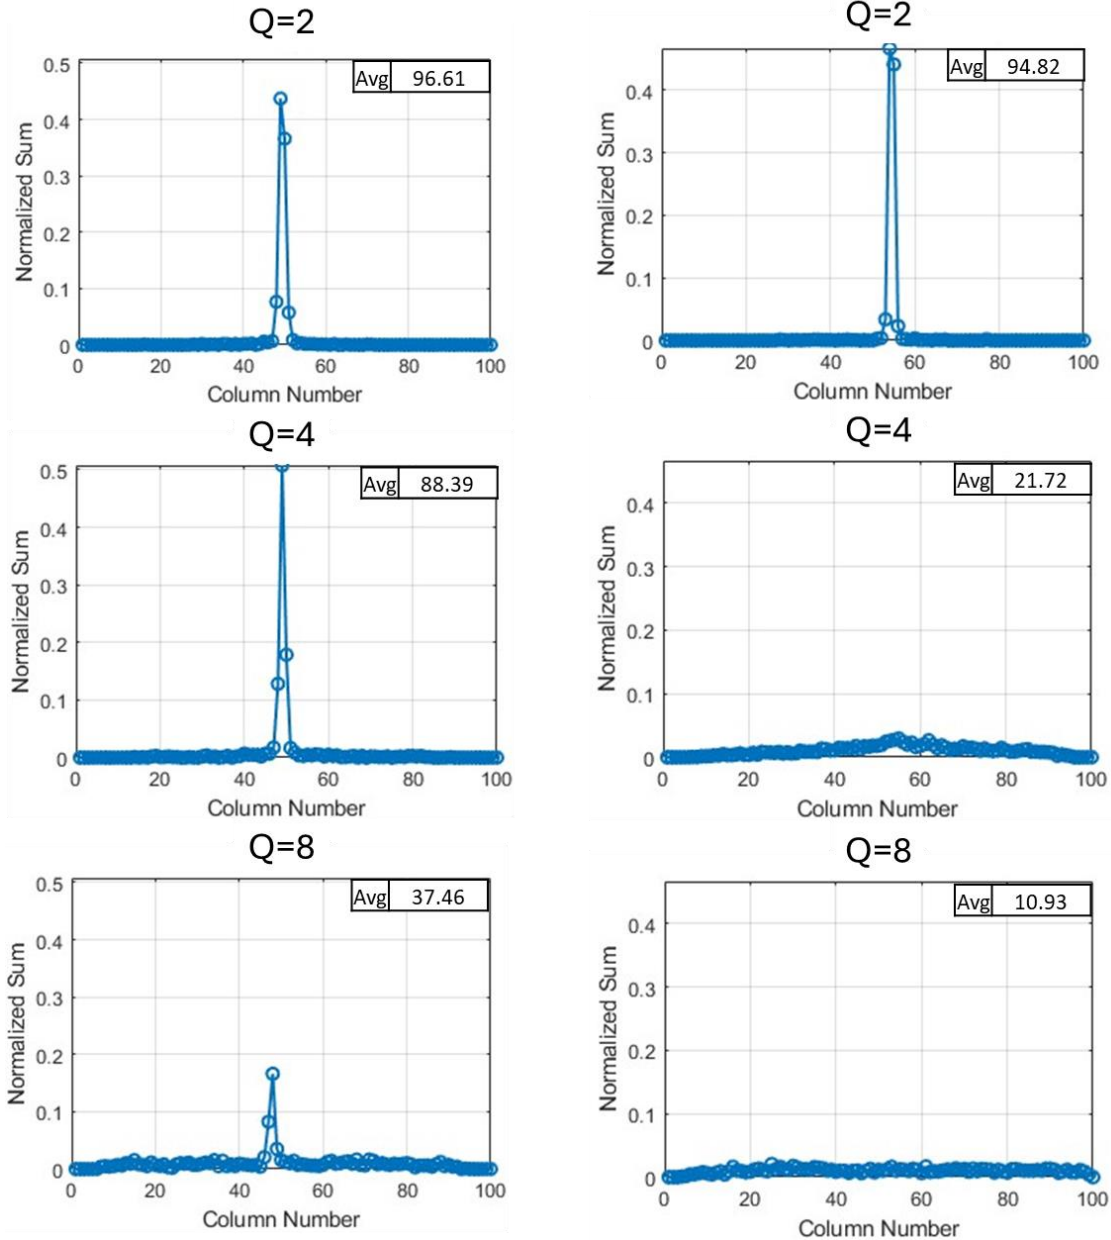 Q=2
Avg 96.61
Normalized Sum
0.5
0.4
0.3
0.2
0.1
0
0 20 40 60 80 100
Column Number
Q=2
Avg 94.82
Normalized Sum
0.4
0.3
0.2
0.1
0
0 20 40 60 80 100
Column Number
Q=4
Avg 88.39
Normalized Sum
0.5
0.4
0.3
0.2
0.1
0
0 20 40 60 80 100
Column Number
Q=4
Avg 21.72
Normalized Sum
0.4
0.3
0.2
0.1
0
0 20 40 60 80 100
Column Number
Q=8
Avg 37.46
Normalized Sum
0.5
0.4
0.3
0.2
0.1
0
0 20 40 60 80 100
Column Number
Q=8
Avg 10.93
Normalized Sum
0.4
0.3
0.2
0.1
0
0 20 40 60 80 100
Column Number